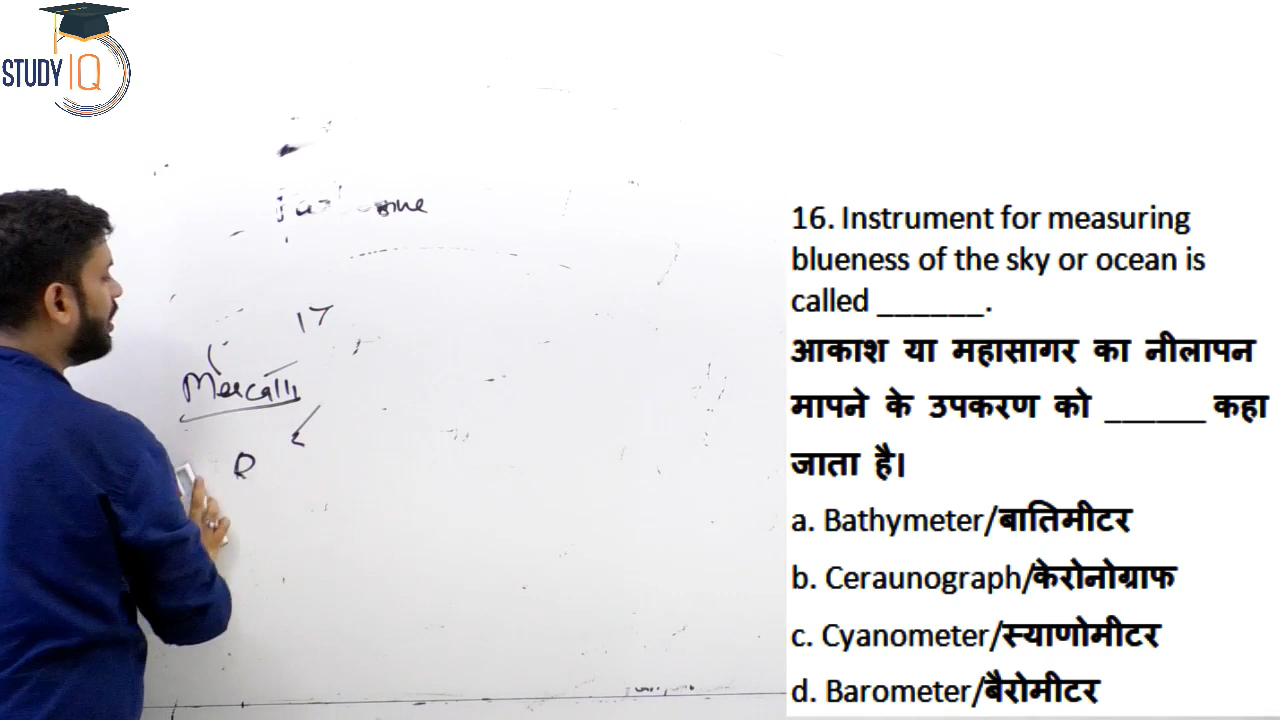 STUDY IQ
17
Mercalli
R
16. Instrument for measuring
blueness of the sky or ocean is
called ______.
आकाश या महासागर का नीलापन
मापने के उपकरण को ______ कहा
जाता है।
a. Bathymeter/बातिमीटर
b. Ceraunograph/केरोनोग्राफ
c. Cyanometer/स्याणोमीटर
d. Barometer/बैरोमीटर